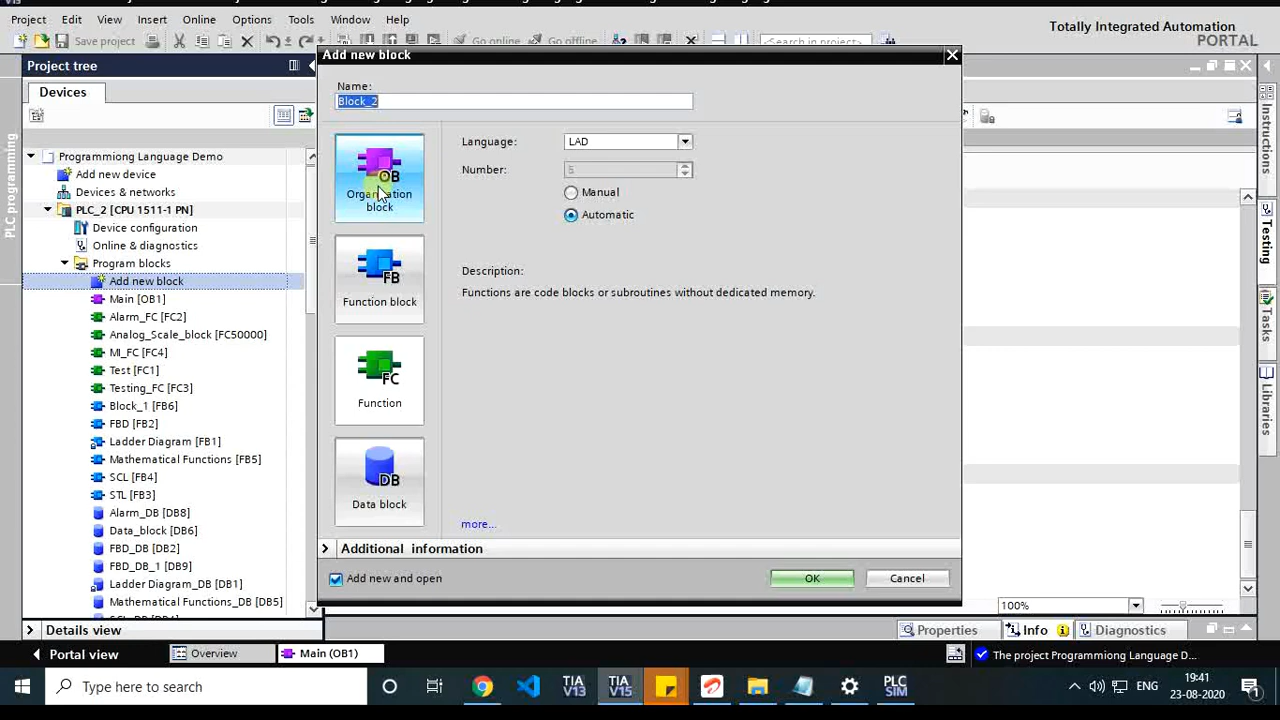 Project Edit View Insert Online Options Tools Window Help
Totally Integrated Automation
PORTAL
Save project
Go online
Go offline
<Search in project>
Project tree
Devices
PLC programming
Programmiong Language Demo
Add new device
Devices & networks
PLC_2 [CPU 1511-1 PN]
Device configuration
Online & diagnostics
Program blocks
Add new block
Main [OB1]
Alarm_FC [FC2]
Analog_Scale_block [FC50000]
MI_FC [FC4]
Test [FC1]
Testing_FC [FC3]
Block_1 [FB6]
FBD [FB2]
Ladder Diagram [FB1]
Mathematical Functions [FB5]
SCL [FB4]
STL [FB3]
Alarm_DB [DB8]
Data_block [DB6]
FBD_DB [DB2]
FBD_DB_1 [DB9]
Ladder Diagram_DB [DB1]
Mathematical Functions_DB [DB5]
Details view
Add new block
Name:
Block_2
OB
Organization
block
FB
Function block
FC
Function
DB
Data block
Language: LAD
Number: 5
Manual
Automatic
Description:
Functions are code blocks or subroutines without dedicated memory.
more...
Additional information
Add new and open
OK
Cancel
Instructions
Testing
Tasks
Libraries
100%
Properties
Info
Diagnostics
Portal view
Overview
Main (OB1)
The project Programmiong Language D...
Type here to search
TIA
V13
TIA
V15
PLC
SIM
ENG
19:41
23-08-2020
1